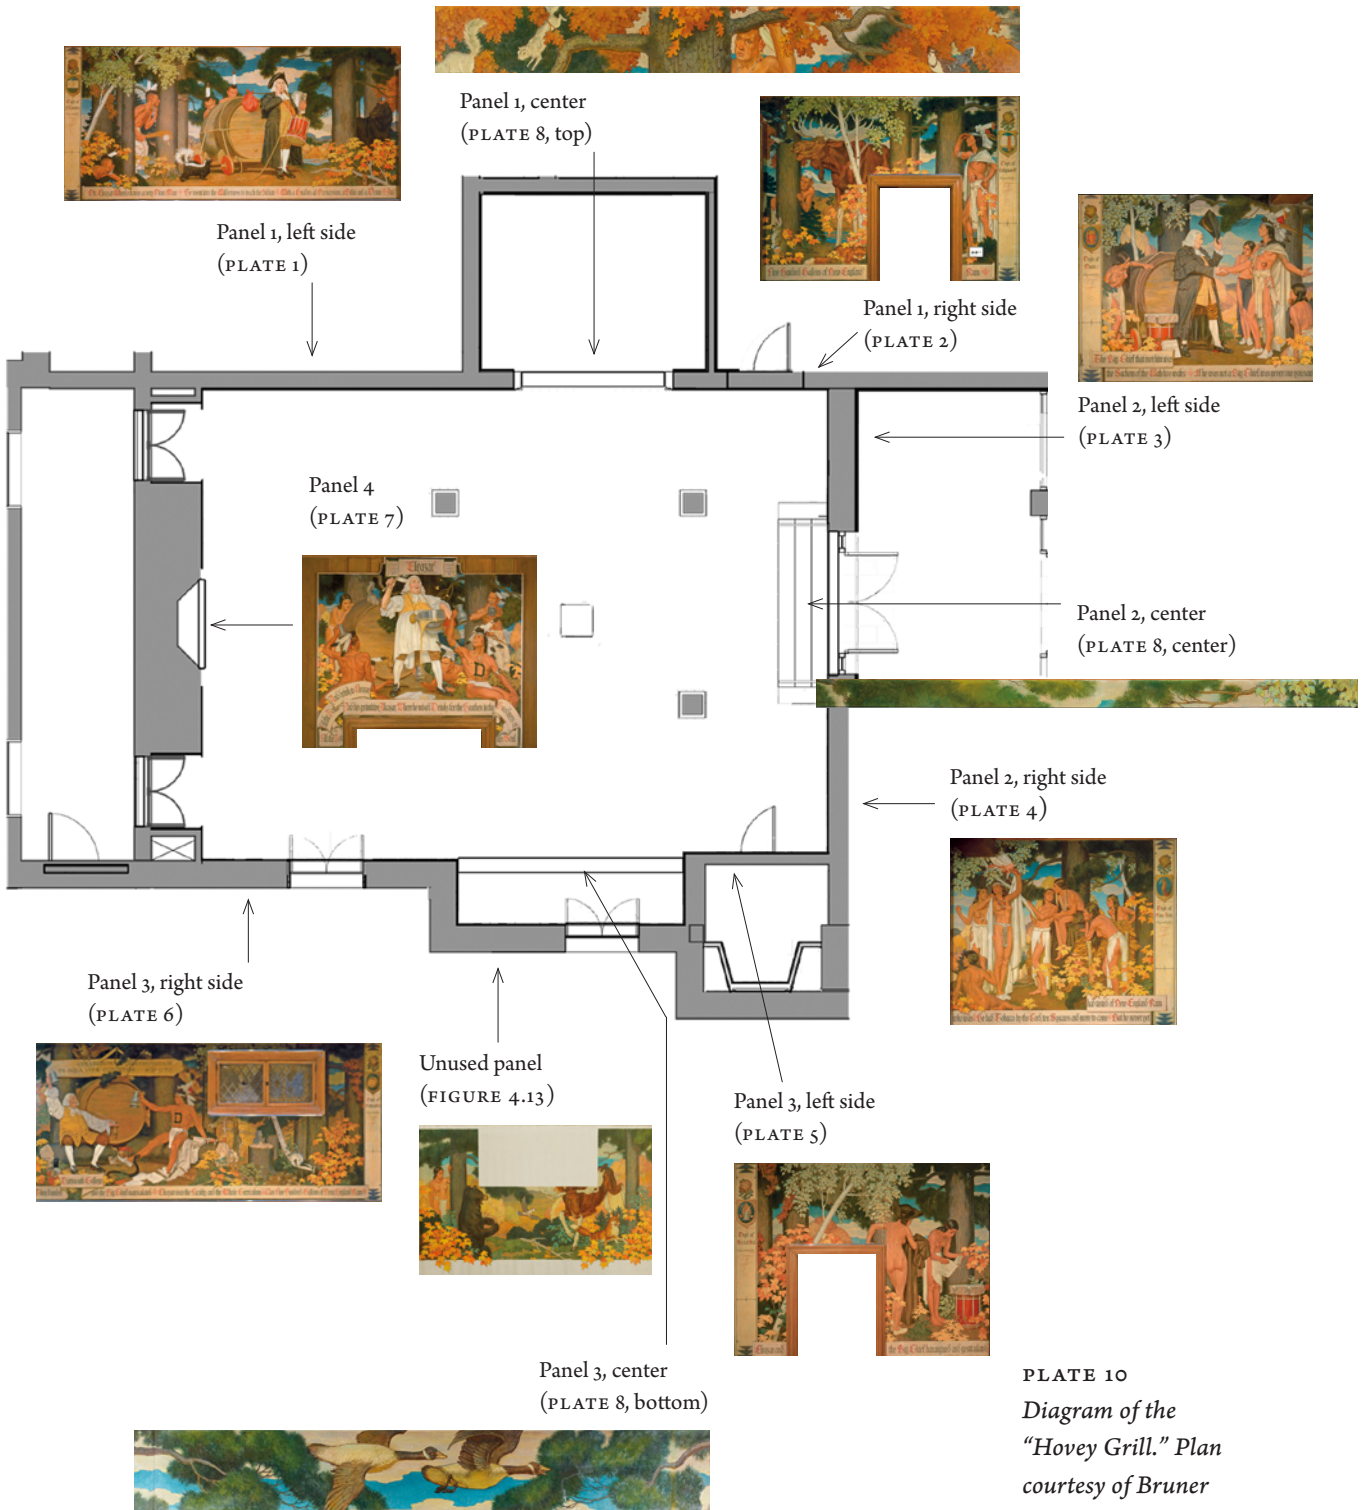 Panel 1, center
(PLATE 8, top)
Panel 1, left side
(PLATE 1)
Panel 1, right side
(PLATE 2)
Panel 2, left side
(PLATE 3)
Panel 4
(PLATE 7)
Eleazar
D
Panel 2, center
(PLATE 8, center)
Panel 2, right side
(PLATE 4)
Panel 3, right side
(PLATE 6)
D
Unused panel
(FIGURE 4.13)
Panel 3, left side
(PLATE 5)
Panel 3, center
(PLATE 8, bottom)
PLATE 10
Diagram of the
“Hovey Grill.” Plan
courtesy of Bruner